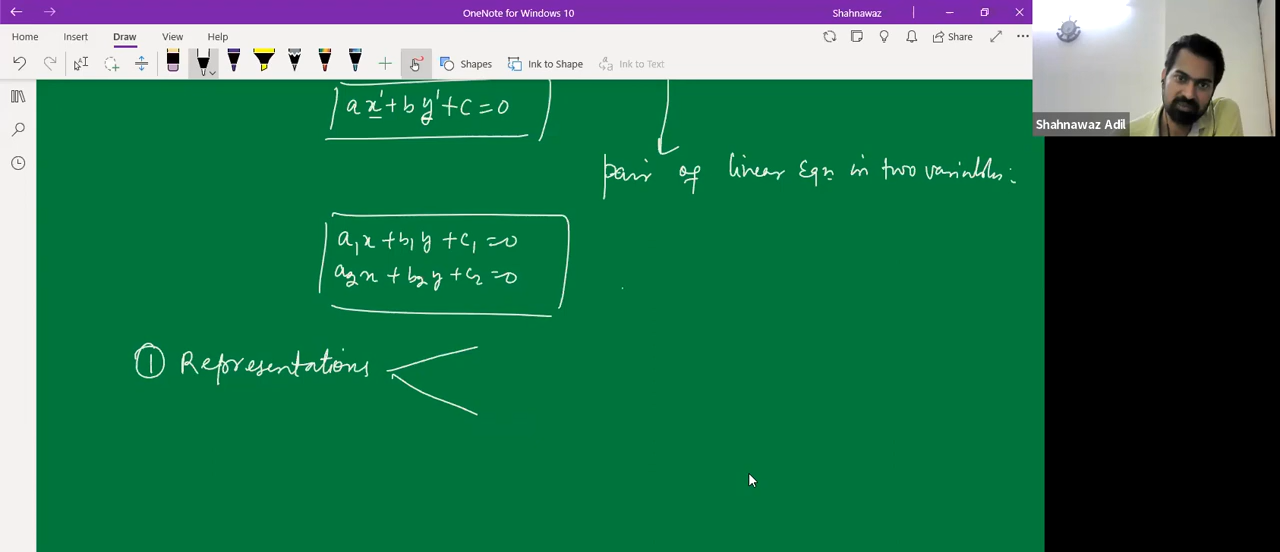 OneNote for Windows 10
Shahnawaz
Home Insert Draw View Help
Share
Shapes Ink to Shape Ink to Text
Shahnawaz Adil
ax'+by'+c=0
pair of linear Eqn in two variables:
a₁x+b₁y+c₁=0
a₂x+b₂y+c₂=0
① Representations